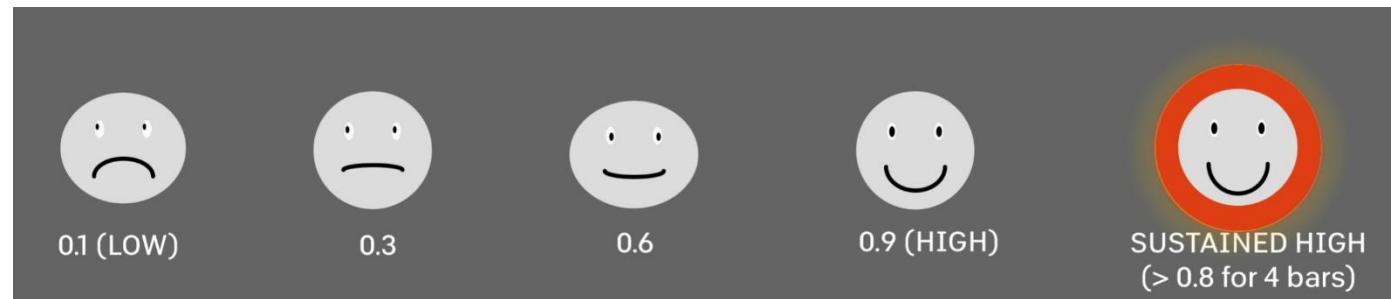 0.1 (LOW)
0.3
0.6
0.9 (HIGH)
SUSTAINED HIGH
(> 0.8 for 4 bars)